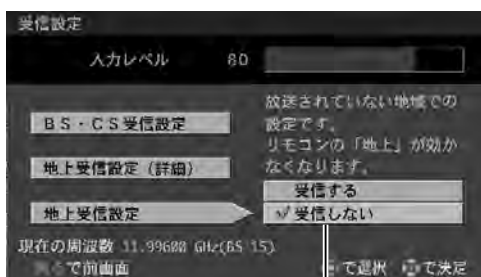 受信設定
入力レベル 80
放送されていない地域での
設定です。
リモコンの「地上」が効か
なくなります。
BS・CS受信設定
地上受信設定（詳細）
受信する
地上受信設定
✓受信しない
現在の周波数 11.99600 GHz(BS 15)
で前画面
で選択
で決定